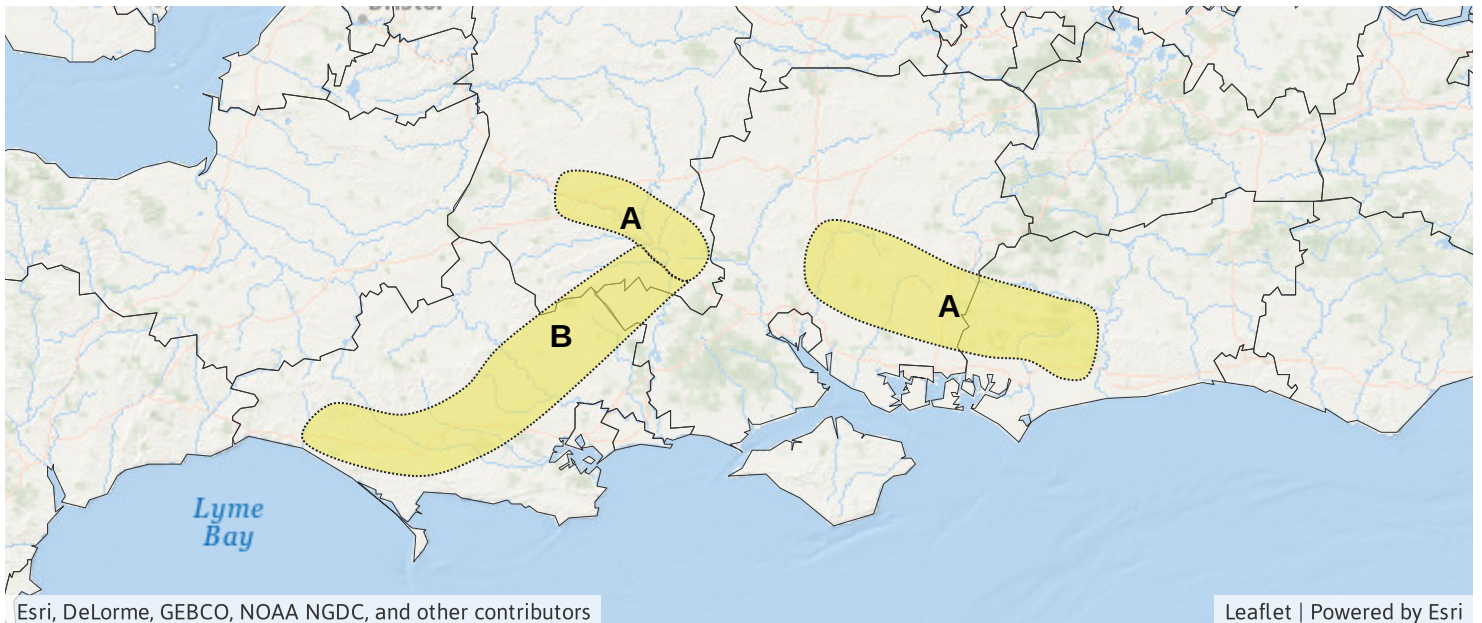 A
A
B
Lyme
Bay
Esri, DeLorme, GEBCO, NOAA NGDC, and other contributors
Leaflet | Powered by Esri